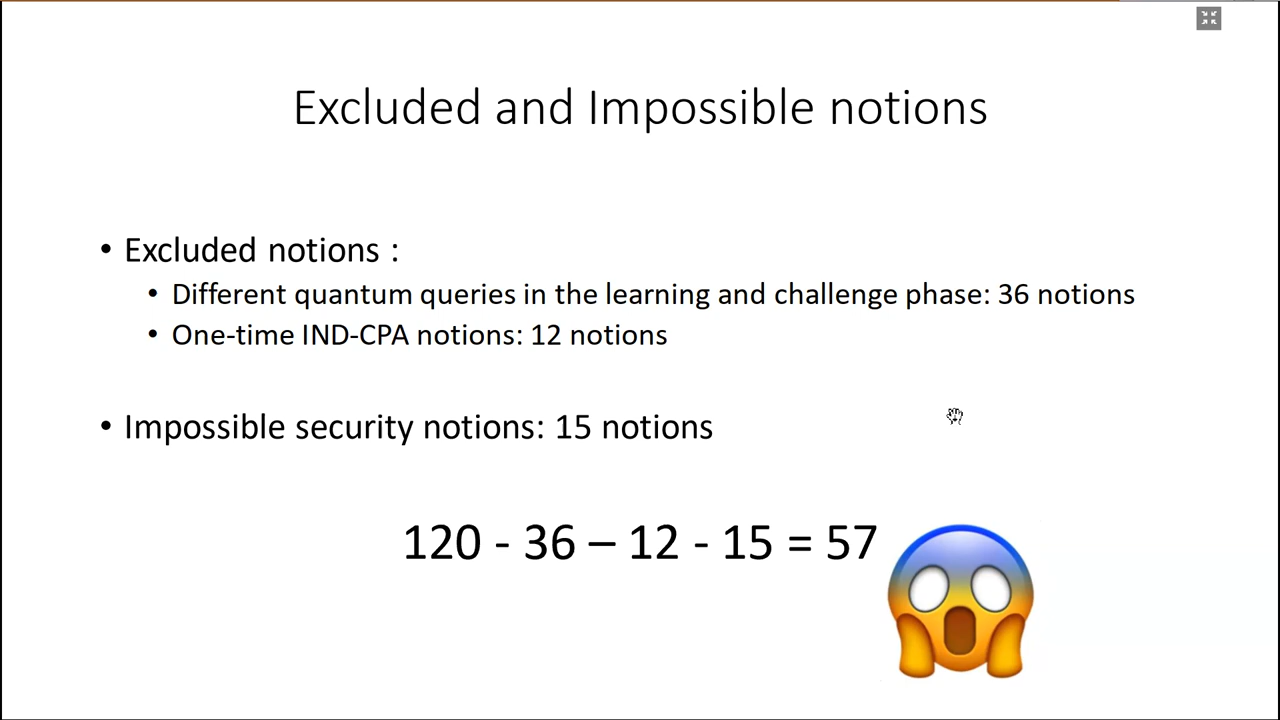 Excluded and Impossible notions
• Excluded notions :
• Different quantum queries in the learning and challenge phase: 36 notions
• One-time IND-CPA notions: 12 notions
• Impossible security notions: 15 notions
120 - 36 – 12 - 15 = 57